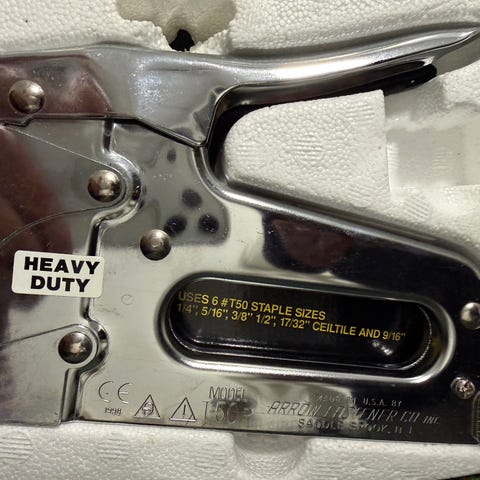 HEAVY
DUTY
USES 6 #T50 STAPLE SIZES
1/4", 5/16", 3/8" 1/2", 17/32" CEILTILE AND 9/16"
CE
1998
MODEL
MADE IN U.S.A. BY
ARROW FASTENER CO INC
SADDLE BROOK, N.J.